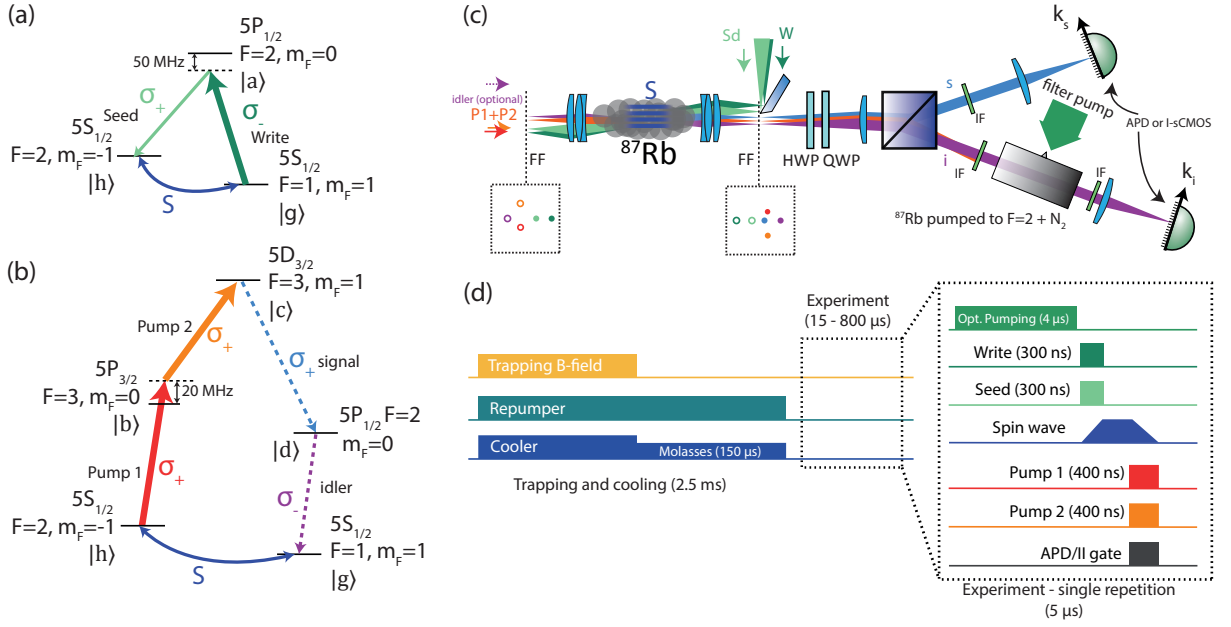 (a)
5P1/2
F=2, mF=0
50 MHz
|a⟩
σ+
σ-
Seed
Write
5S1/2
F=2, mF=-1
|h⟩
5S1/2
F=1, mF=1
|g⟩
S
(b)
5D3/2
F=3, mF=1
|c⟩
Pump 2
σ+
σ+ signal
5P3/2
F=3, mF=0
20 MHz
|b⟩
5P1/2 F=2
mF=0
|d⟩
Pump 1
σ+
σ-
idler
5S1/2
F=2, mF=-1
|h⟩
5S1/2
F=1, mF=1
|g⟩
S
(c)
Sd
W
idler (optional)
P1+P2
S
87Rb
FF
FF
HWP QWP
s
i
IF
IF
IF
filter pump
ks
ki
APD or I-sCMOS
87Rb pumped to F=2 + N2
(d)
Experiment
(15 - 800 µs)
Trapping B-field
Repumper
Cooler
Molasses (150 µs)
Trapping and cooling (2.5 ms)
Opt. Pumping (4 µs)
Write (300 ns)
Seed (300 ns)
Spin wave
Pump 1 (400 ns)
Pump 2 (400 ns)
APD/II gate
Experiment - single repetition
(5 µs)